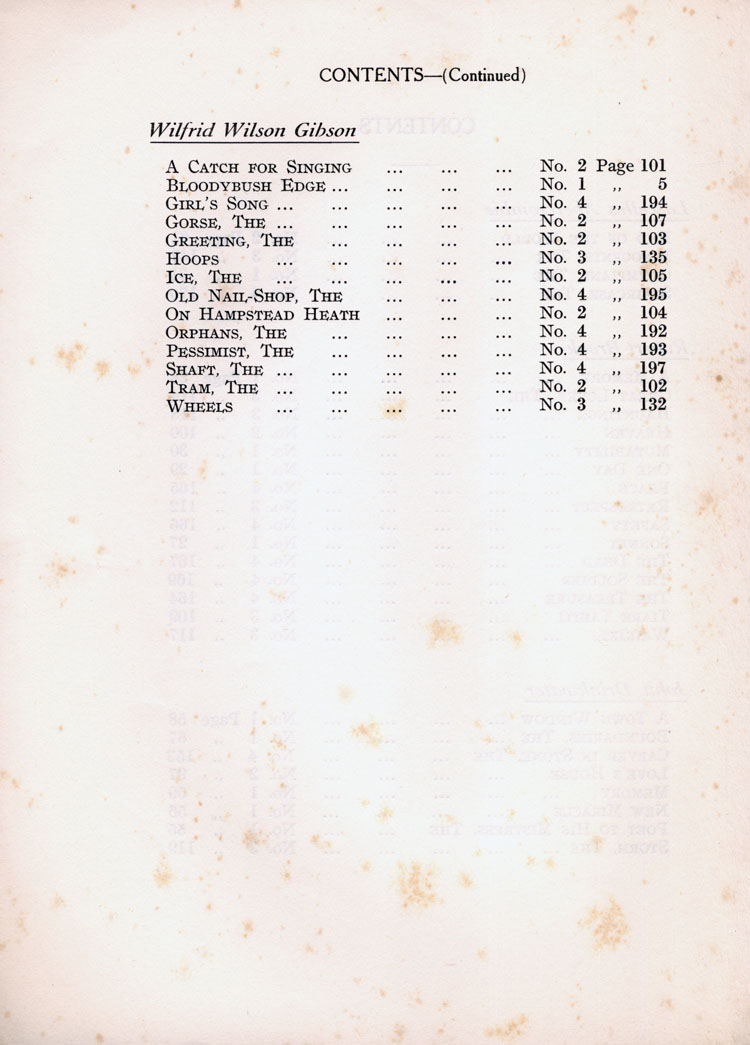 CONTENTS—(Continued)
Wilfrid Wilson Gibson
A Catch for Singing ... ... ... No. 2 Page 101
Bloodybush Edge ... ... ... ... No. 1 ,, 5
Girl's Song ... ... ... ... ... No. 4 ,, 194
Gorse, The ... ... ... ... ... No. 2 ,, 107
Greeting, The ... ... ... ... No. 2 ,, 103
Hoops ... ... ... ... ... No. 3 ,, 135
Ice, The ... ... ... ... ... No. 2 ,, 105
Old Nail-Shop, The ... ... ... No. 4 ,, 195
On Hampstead Heath ... ... ... No. 2 ,, 104
Orphans, The ... ... ... ... No. 4 ,, 192
Pessimist, The ... ... ... ... No. 4 ,, 193
Shaft, The ... ... ... ... ... No. 4 ,, 197
Tram, The ... ... ... ... ... No. 2 ,, 102
Wheels ... ... ... ... ... No. 3 ,, 132